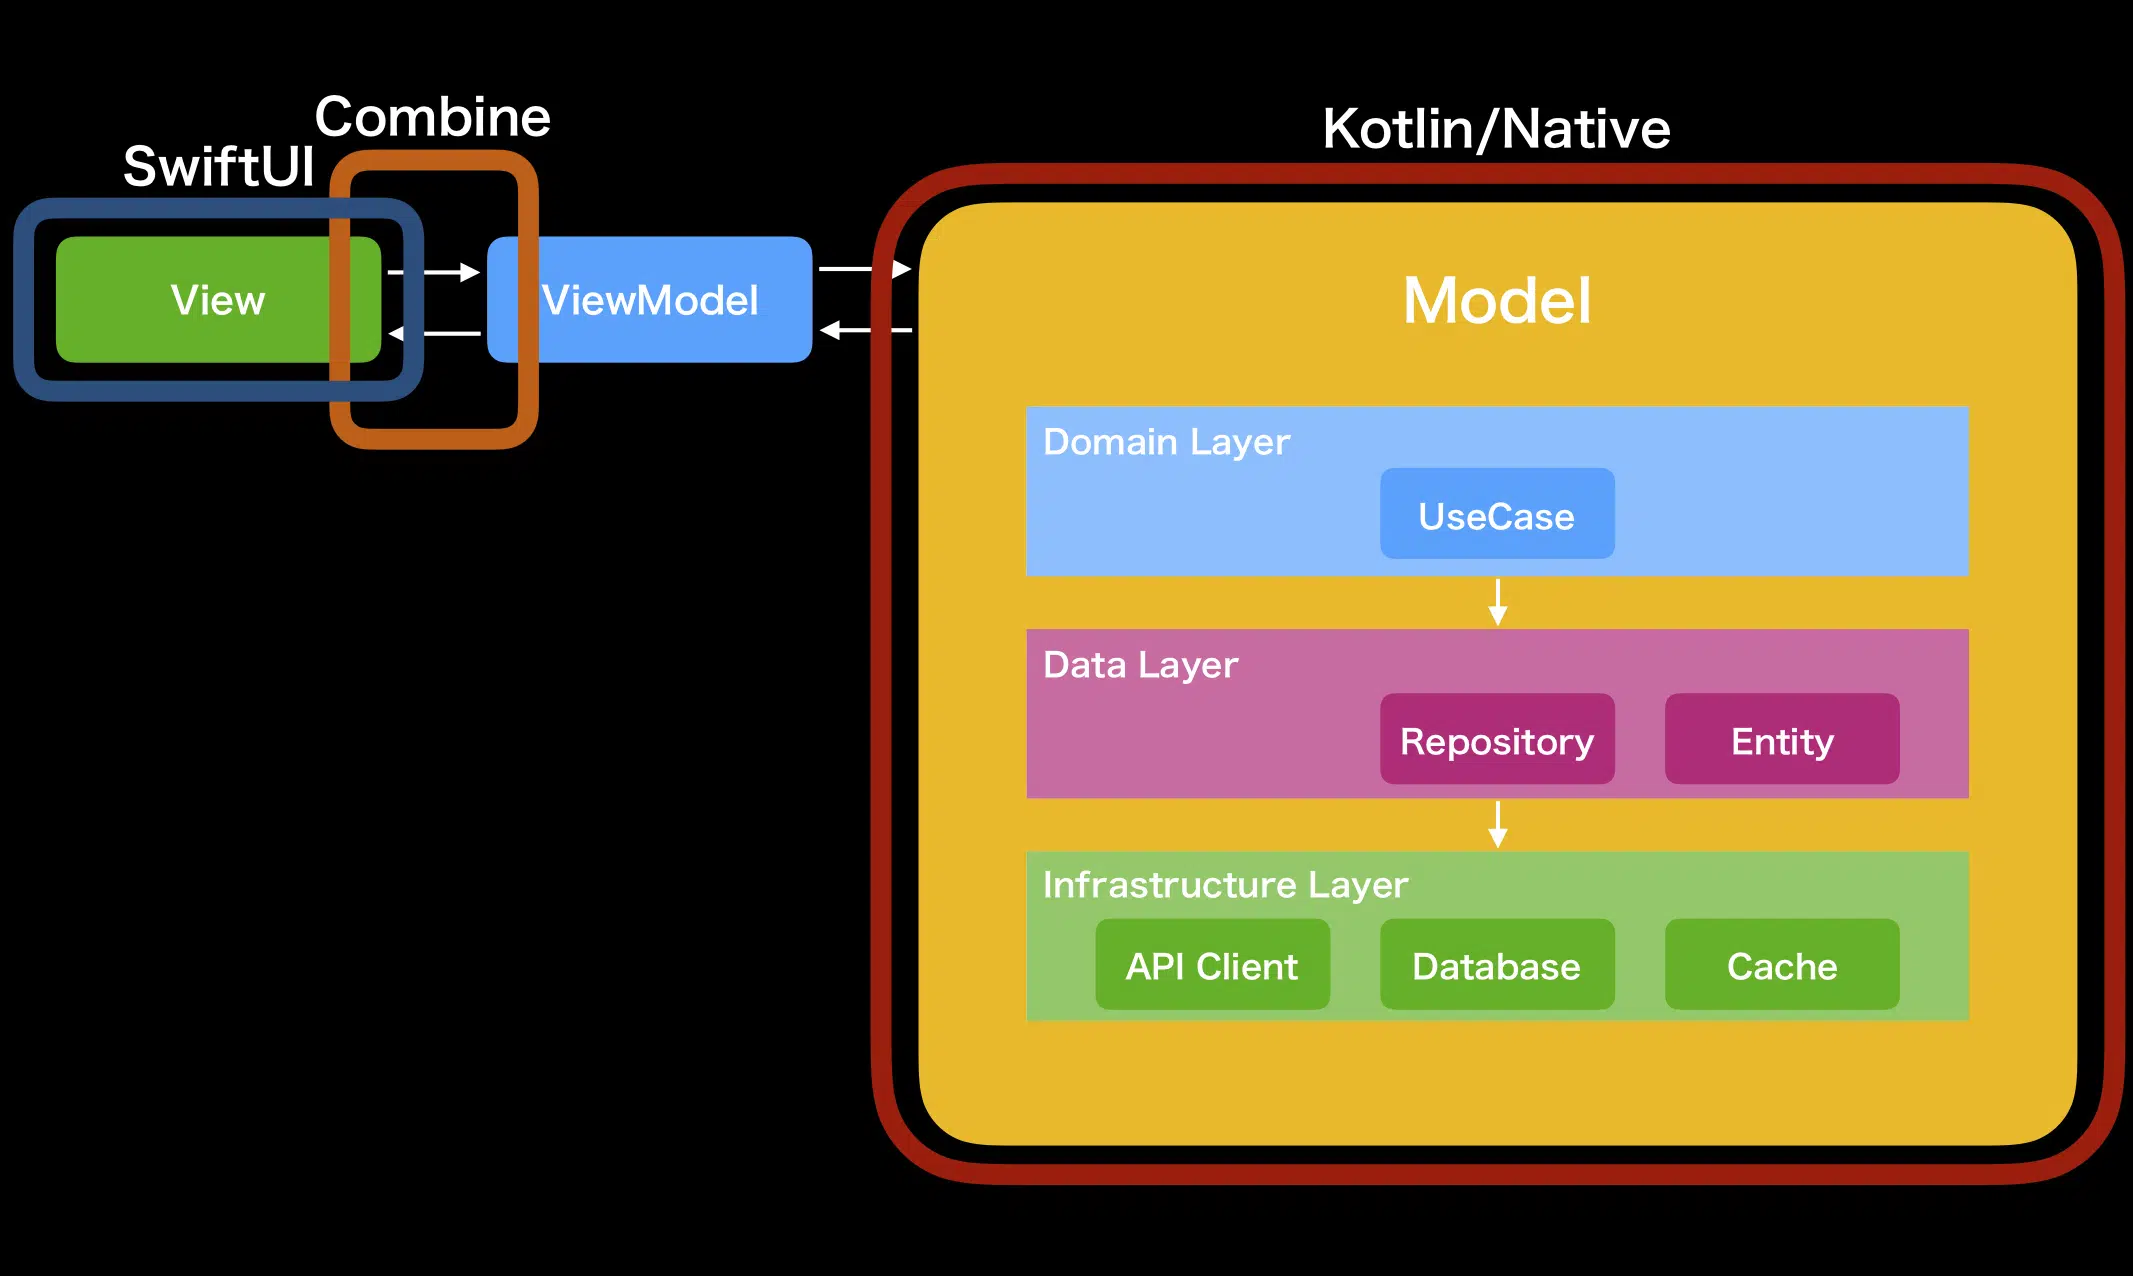 Combine
SwiftUI
Kotlin/Native
View
ViewModel
Model
Domain Layer
UseCase
Data Layer
Repository
Entity
Infrastructure Layer
API Client
Database
Cache